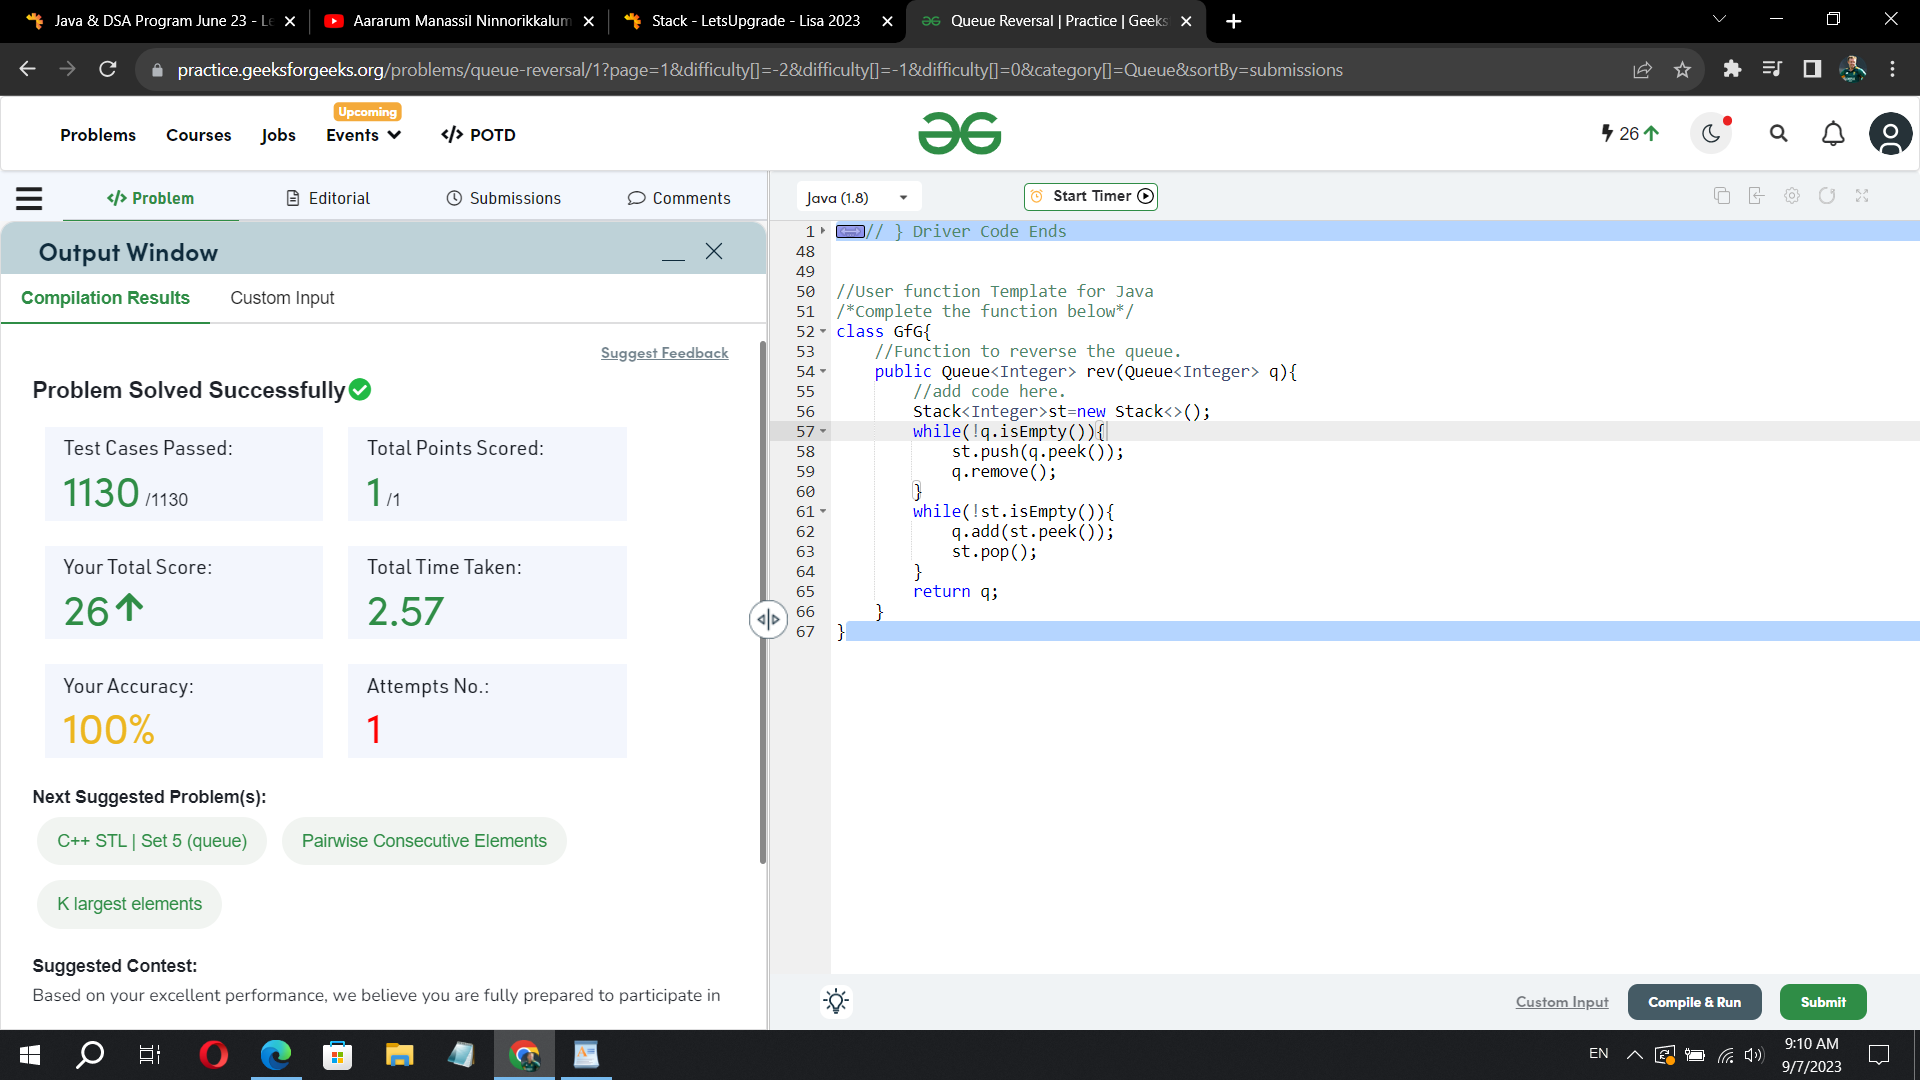 Java & DSA Program June 23 - Le
Aararum Manassil Ninnorikkalum
Stack - LetsUpgrade - Lisa 2023
Queue Reversal | Practice | Geeks
practice.geeksforgeeks.org/problems/queue-reversal/1?page=1&difficulty[]=-2&difficulty[]=-1&difficulty[]=0&category[]=Queue&sortBy=submissions
Upcoming
Problems Courses Jobs Events </> POTD
26
</> Problem Editorial Submissions Comments
Java (1.8) Start Timer
Output Window
Compilation Results Custom Input
Suggest Feedback
Problem Solved Successfully
Test Cases Passed: Total Points Scored:
1130 /1130 1 /1
Your Total Score: Total Time Taken:
26 2.57
Your Accuracy: Attempts No.:
100% 1
Next Suggested Problem(s):
C++ STL | Set 5 (queue) Pairwise Consecutive Elements
K largest elements
Suggested Contest:
Based on your excellent performance, we believe you are fully prepared to participate in
1 // } Driver Code Ends
48
49
50 //User function Template for Java
51 /*Complete the function below*/
52 class GfG{
53 //Function to reverse the queue.
54 public Queue<Integer> rev(Queue<Integer> q){
55 //add code here.
56 Stack<Integer>st=new Stack<>();
57 while(!q.isEmpty()){
58 st.push(q.peek());
59 q.remove();
60 }
61 while(!st.isEmpty()){
62 q.add(st.peek());
63 st.pop();
64 }
65 return q;
66 }
67 }
Custom Input Compile & Run Submit
EN
9:10 AM
9/7/2023